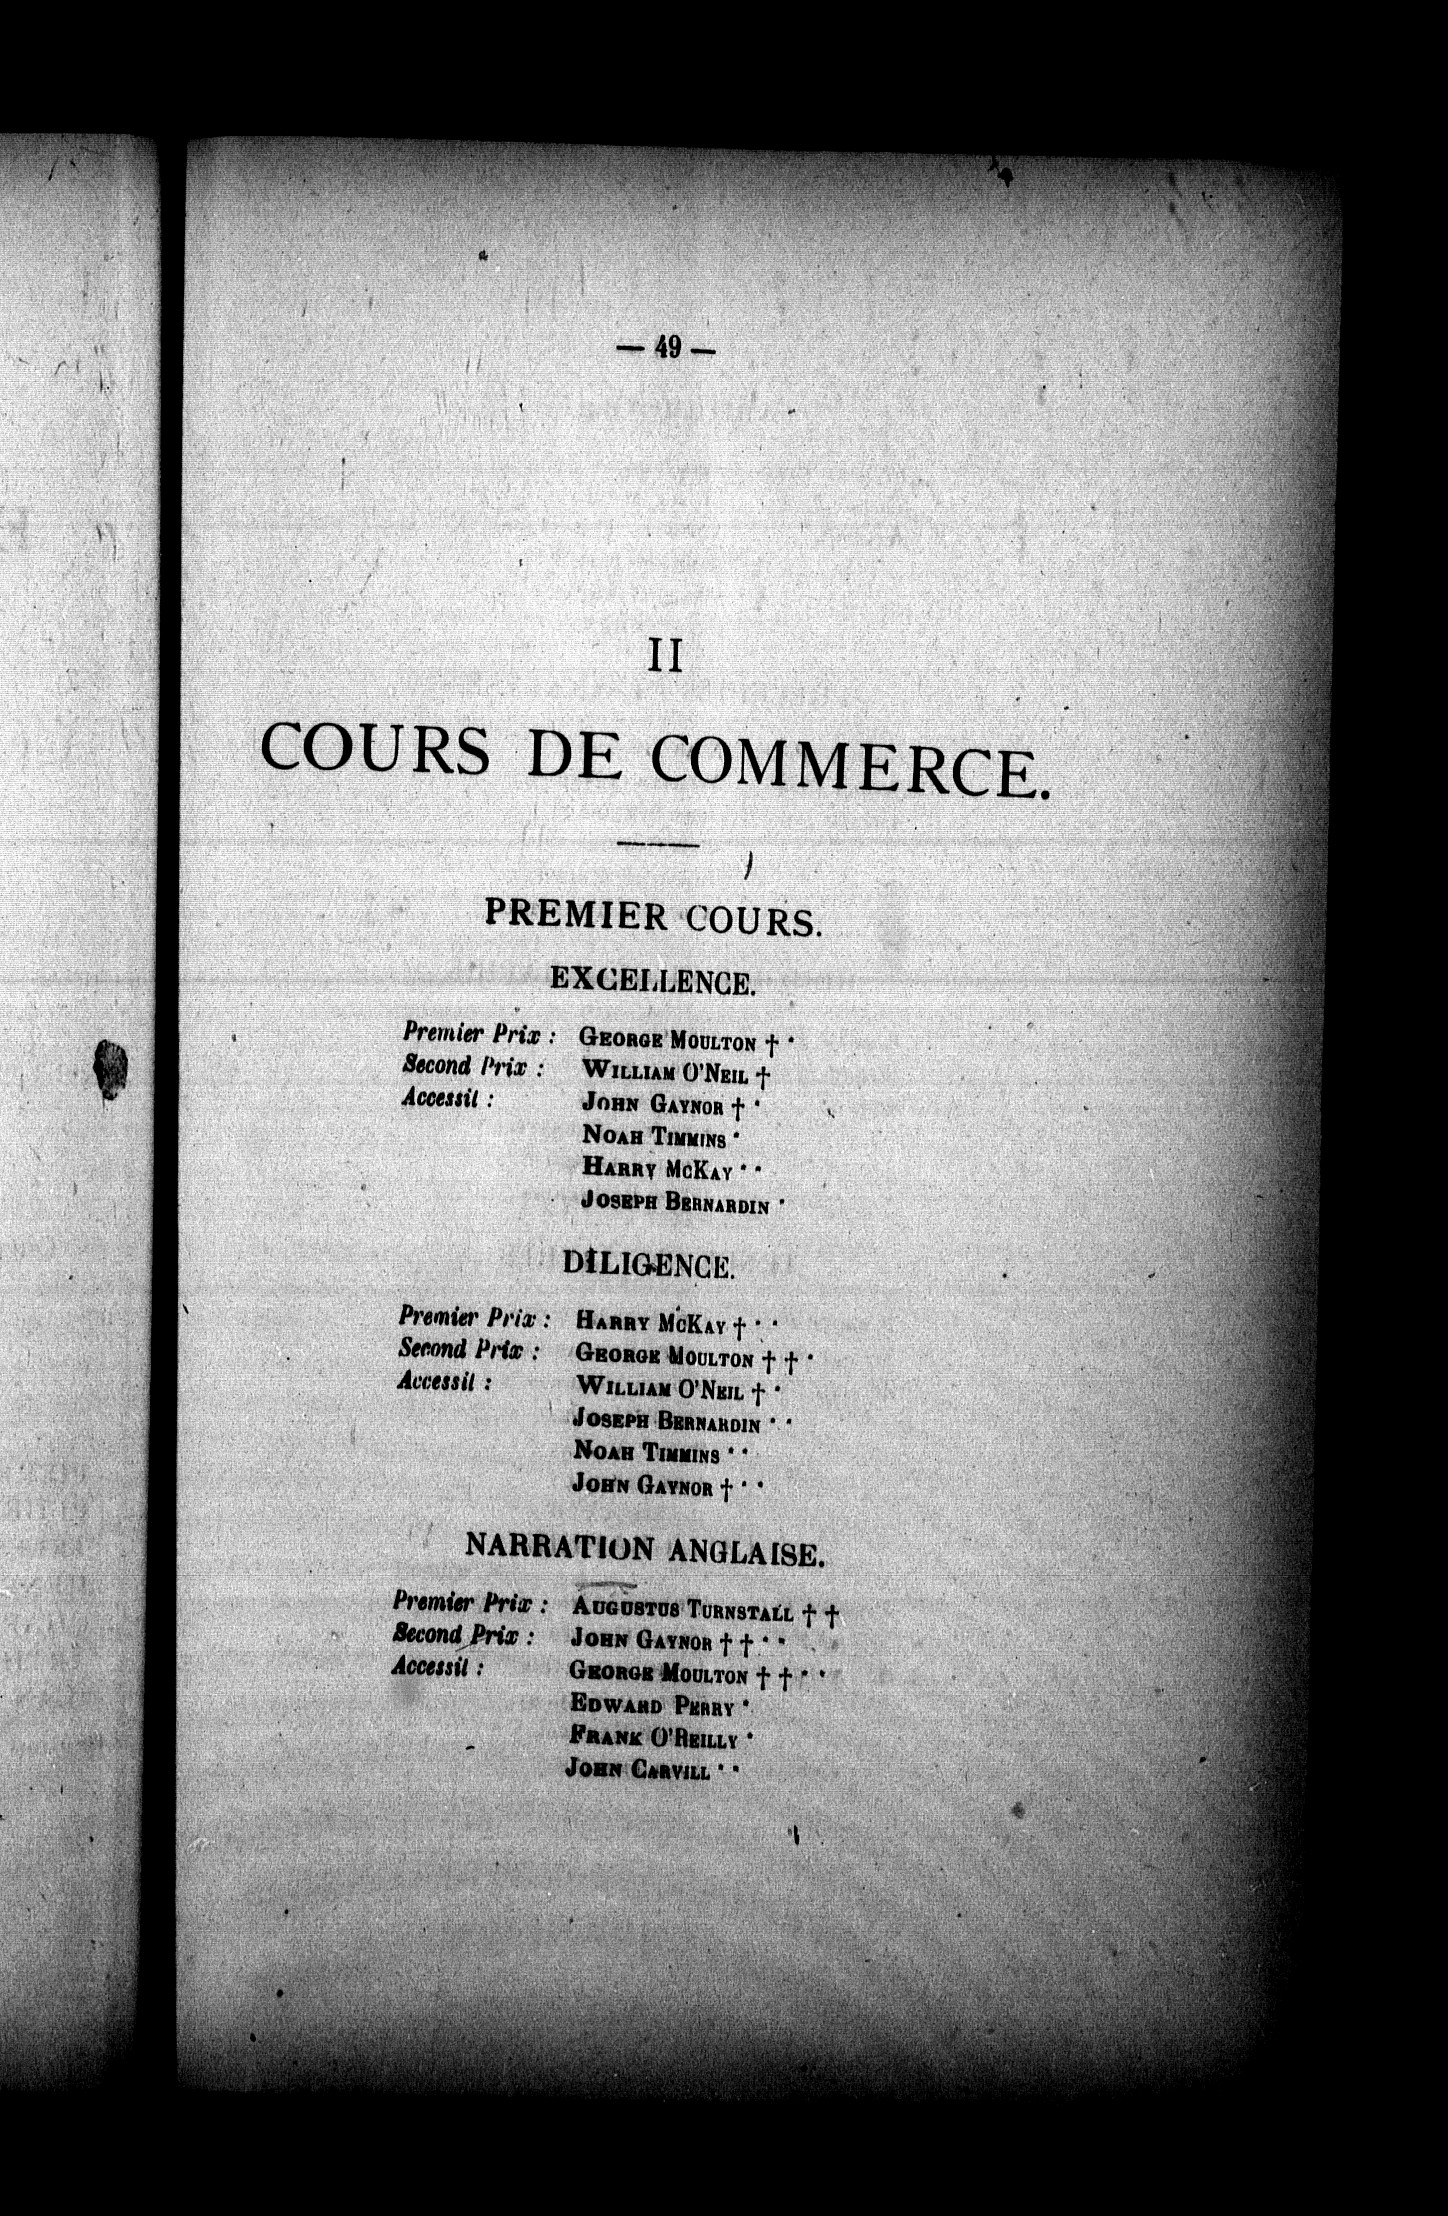 — 49 —
II
COURS DE COMMERCE.
PREMIER COURS.
EXCELLENCE.
Premier Prix : GEORGE MOULTON † *
Second Prix : WILLIAM O'NEIL †
Accessit : JOHN GAYNOR † *
NOAH TIMMINS *
HARRY MCKAY * *
JOSEPH BERNARDIN *
DILIGENCE.
Premier Prix : HARRY MCKAY † * *
Second Prix : GEORGE MOULTON † † *
Accessit : WILLIAM O'NEIL † *
JOSEPH BERNARDIN * *
NOAH TIMMINS * *
JOHN GAYNOR † * *
NARRATION ANGLAISE.
Premier Prix : AUGUSTUS TURNSTALL † †
Second Prix : JOHN GAYNOR † † * *
Accessit : GEORGE MOULTON † † * *
EDWARD PERRY *
FRANK O'REILLY *
JOHN CARVILL * *